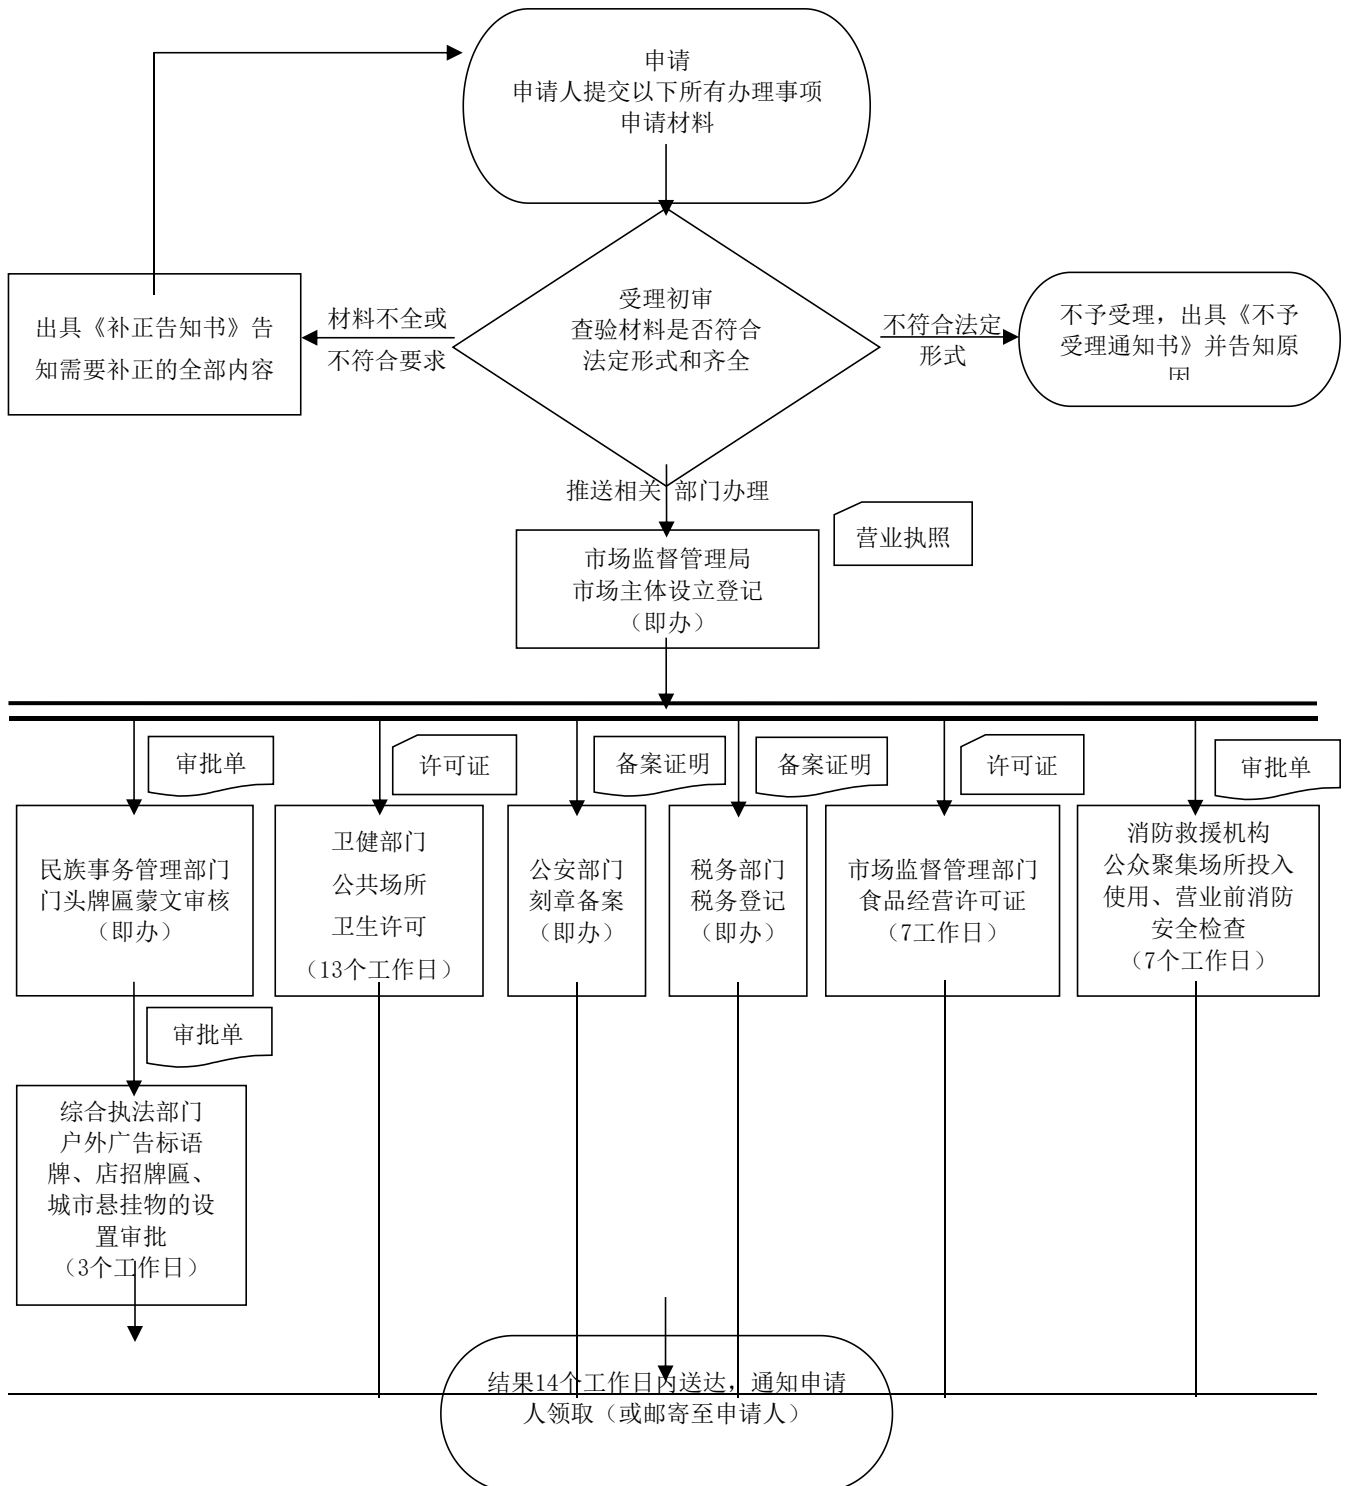 申请
申请人提交以下所有办理事项
申请材料
受理初审
查验材料是否符合
法定形式和齐全
材料不全或
不符合要求
出具《补正告知书》告
知需要补正的全部内容
不符合法定
形式
不予受理，出具《不予
受理通知书》并告知原
因
推送相关 部门办理
营业执照
市场监督管理局
市场主体设立登记
（即办）
审批单
许可证
备案证明
备案证明
许可证
审批单
民族事务管理部门
门头牌匾蒙文审核
（即办）
卫健部门
公共场所
卫生许可
（13个工作日）
公安部门
刻章备案
（即办）
税务部门
税务登记
（即办）
市场监督管理部门
食品经营许可证
（7工作日）
消防救援机构
公众聚集场所投入
使用、营业前消防
安全检查
（7个工作日）
审批单
综合执法部门
户外广告标语
牌、店招牌匾、
城市悬挂物的设
置审批
（3个工作日）
结果14个工作日内送达，通知申请
人领取（或邮寄至申请人）